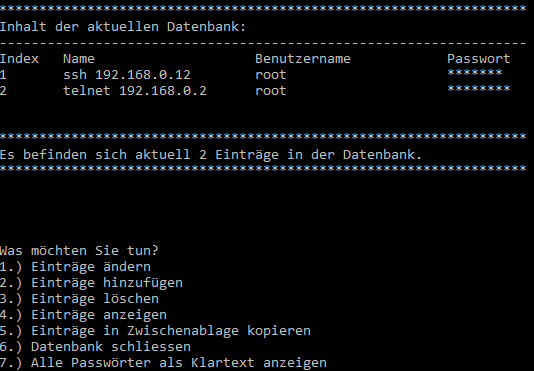 ******************************************************************
Inhalt der aktuellen Datenbank:
------------------------------------------------------------------
Index   Name                    Benutzername            Passwort
1       ssh 192.168.0.12        root                    *******
2       telnet 192.168.0.2      root                    ********
******************************************************************
Es befinden sich aktuell 2 Einträge in der Datenbank.
******************************************************************
Was möchten Sie tun?
1.) Einträge ändern
2.) Einträge hinzufügen
3.) Einträge löschen
4.) Einträge anzeigen
5.) Einträge in Zwischenablage kopieren
6.) Datenbank schliessen
7.) Alle Passwörter als Klartext anzeigen